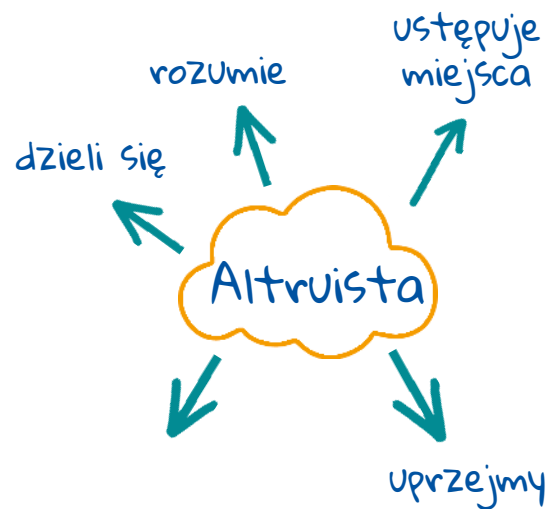 ustępuje
miejsca
rozumie
dzieli się
Altruista
uprzejmy